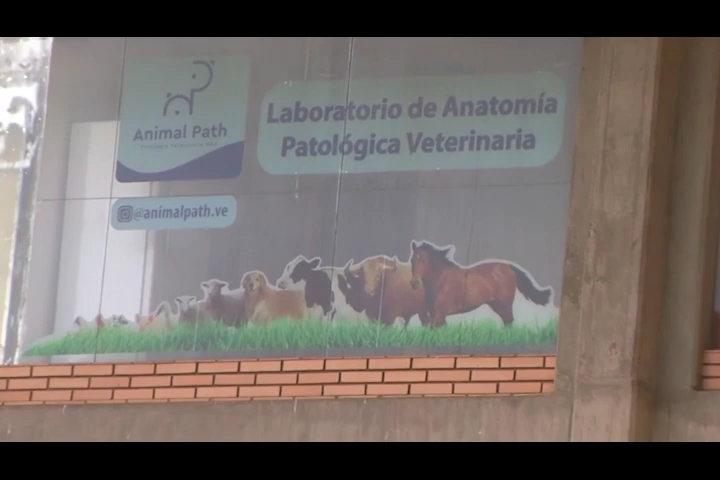 Animal Path
Laboratorio de Anatomía
Patológica Veterinaria
@animalpath.ve